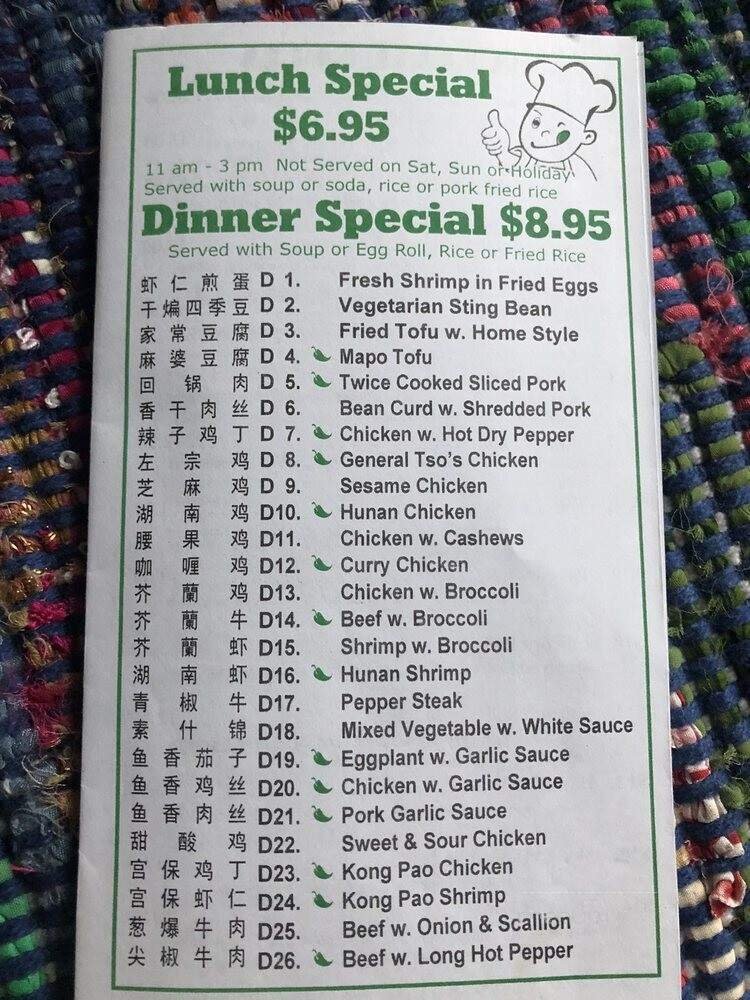 Lunch Special
$6.95
11 am - 3 pm Not Served on Sat, Sun or Holiday
Served with soup or soda, rice or pork fried rice
Dinner Special $8.95
Served with Soup or Egg Roll, Rice or Fried Rice
虾仁煎蛋 D 1. Fresh Shrimp in Fried Eggs
干煸四季豆 D 2. Vegetarian Sting Bean
家常豆腐 D 3. Fried Tofu w. Home Style
麻婆豆腐 D 4. Mapo Tofu
回锅肉 D 5. Twice Cooked Sliced Pork
香干肉丝 D 6. Bean Curd w. Shredded Pork
辣子鸡丁 D 7. Chicken w. Hot Dry Pepper
左宗鸡 D 8. General Tso's Chicken
芝麻鸡 D 9. Sesame Chicken
湖南鸡 D10. Hunan Chicken
腰果鸡 D11. Chicken w. Cashews
咖喱鸡 D12. Curry Chicken
芥蘭鸡 D13. Chicken w. Broccoli
芥蘭牛 D14. Beef w. Broccoli
芥蘭虾 D15. Shrimp w. Broccoli
湖南虾 D16. Hunan Shrimp
青椒牛 D17. Pepper Steak
素什锦 D18. Mixed Vegetable w. White Sauce
鱼香茄子 D19. Eggplant w. Garlic Sauce
鱼香鸡丝 D20. Chicken w. Garlic Sauce
鱼香肉丝 D21. Pork Garlic Sauce
甜酸鸡 D22. Sweet & Sour Chicken
宫保鸡丁 D23. Kong Pao Chicken
宫保虾仁 D24. Kong Pao Shrimp
葱爆牛肉 D25. Beef w. Onion & Scallion
尖椒牛肉 D26. Beef w. Long Hot Pepper